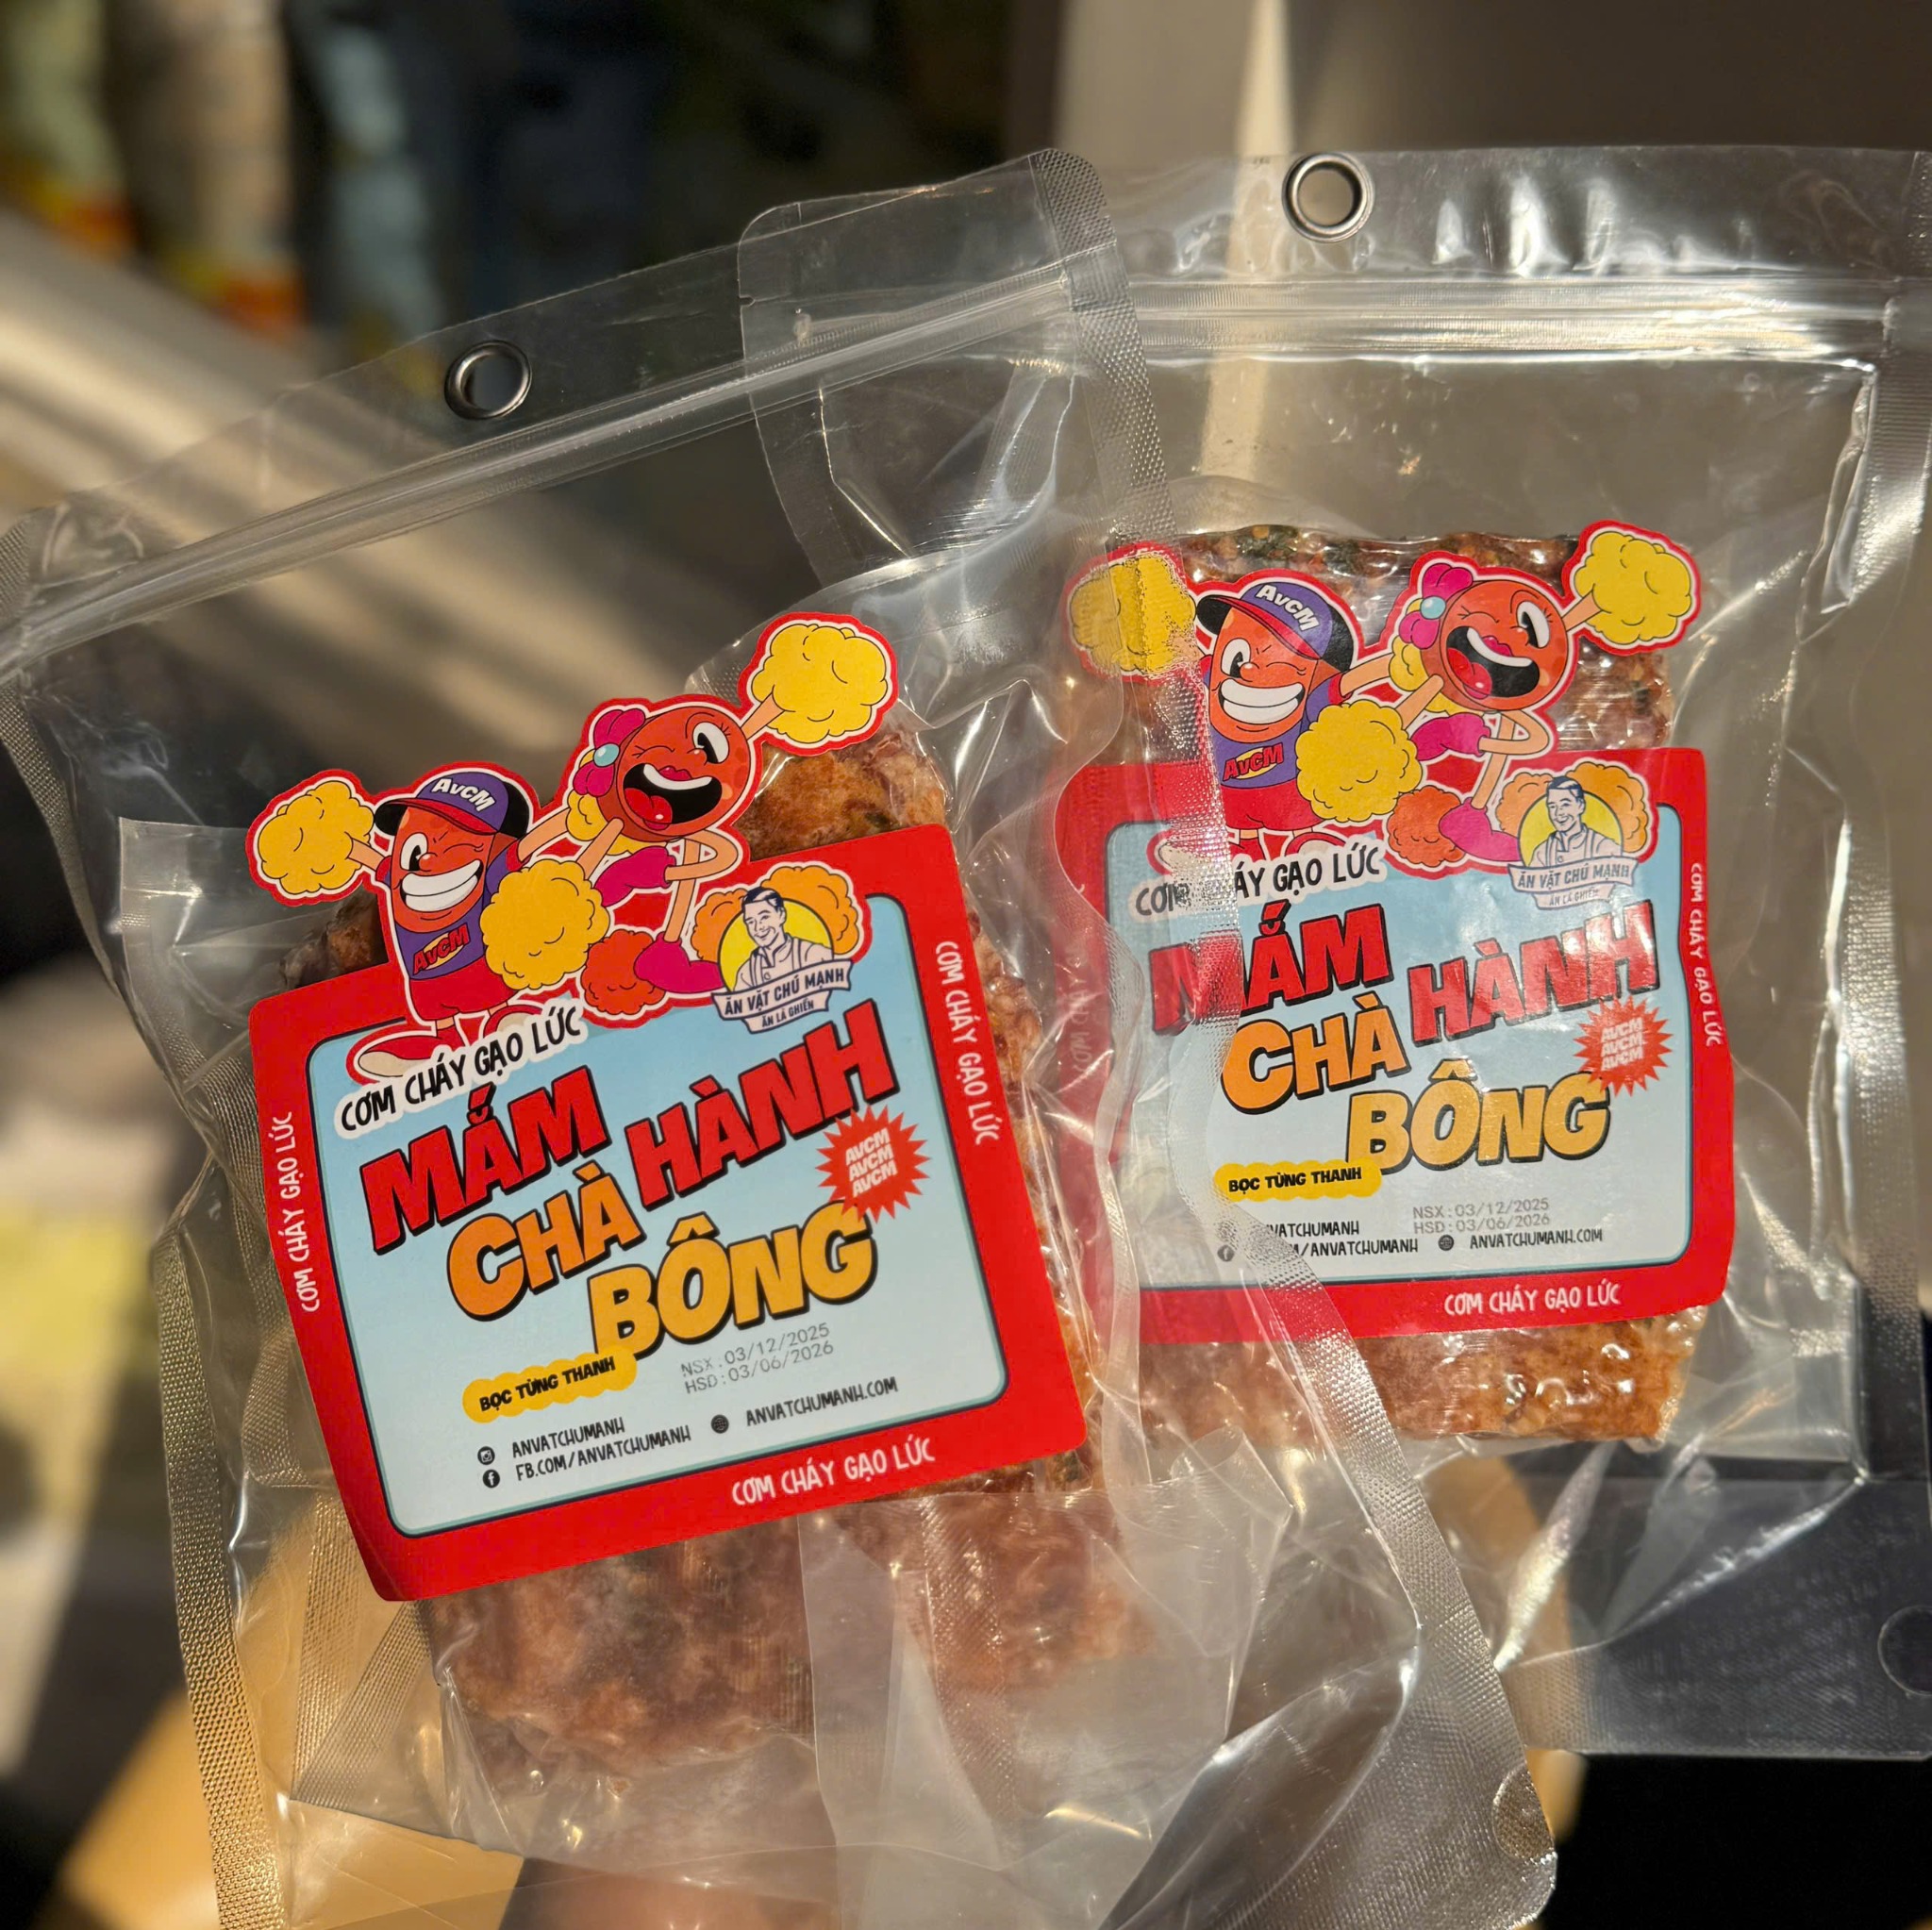 AvCM
AvCM
ĂN VẶT CHÚ MẠNH
ĂN LÀ GHIỀN
CƠM CHÁY GẠO LỨC
MẮM HÀNH
CHÀ
BÔNG
AVCM
AVCM
AVCM
BỌC TỪNG THANH
NSX:03/12/2025
HSD:03/06/2026
ANVATCHUMANH
FB.COM/ANVATCHUMANH
ANVATCHUMANH.COM
CƠM CHÁY GẠO LỨC
CƠM CHÁY GẠO LỨC
CƠM CHÁY GẠO LỨC
AvCM
AvCM
ĂN VẶT CHÚ MẠNH
ĂN LÀ GHIỀN
GẠO LỨC
MẮM HÀNH
CHÀ
BÔNG
AVCM
AVCM
AVCM
BỌC TỪNG THANH
NSX:03/12/2025
HSD:03/06/2026
/ANVATCHUMANH
ANVATCHUMANH.COM
CƠM CHÁY GẠO LỨC
CƠM CHÁY GẠO LỨC